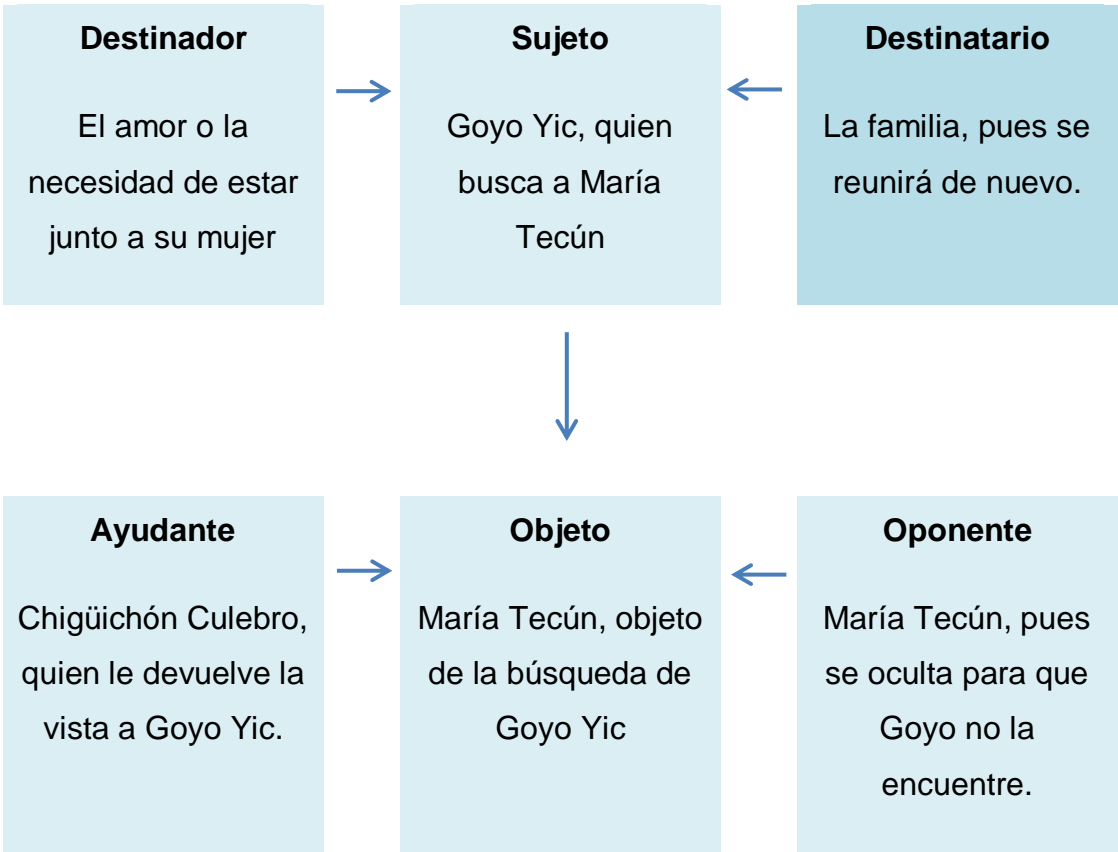 Destinador
El amor o la
necesidad de estar
junto a su mujer
Sujeto
Goyo Yic, quien
busca a María
Tecún
Destinatario
La familia, pues se
reunirá de nuevo.
Ayudante
Chigüichón Culebro,
quien le devuelve la
vista a Goyo Yic.
Objeto
María Tecún, objeto
de la búsqueda de
Goyo Yic
Oponente
María Tecún, pues
se oculta para que
Goyo no la
encuentre.